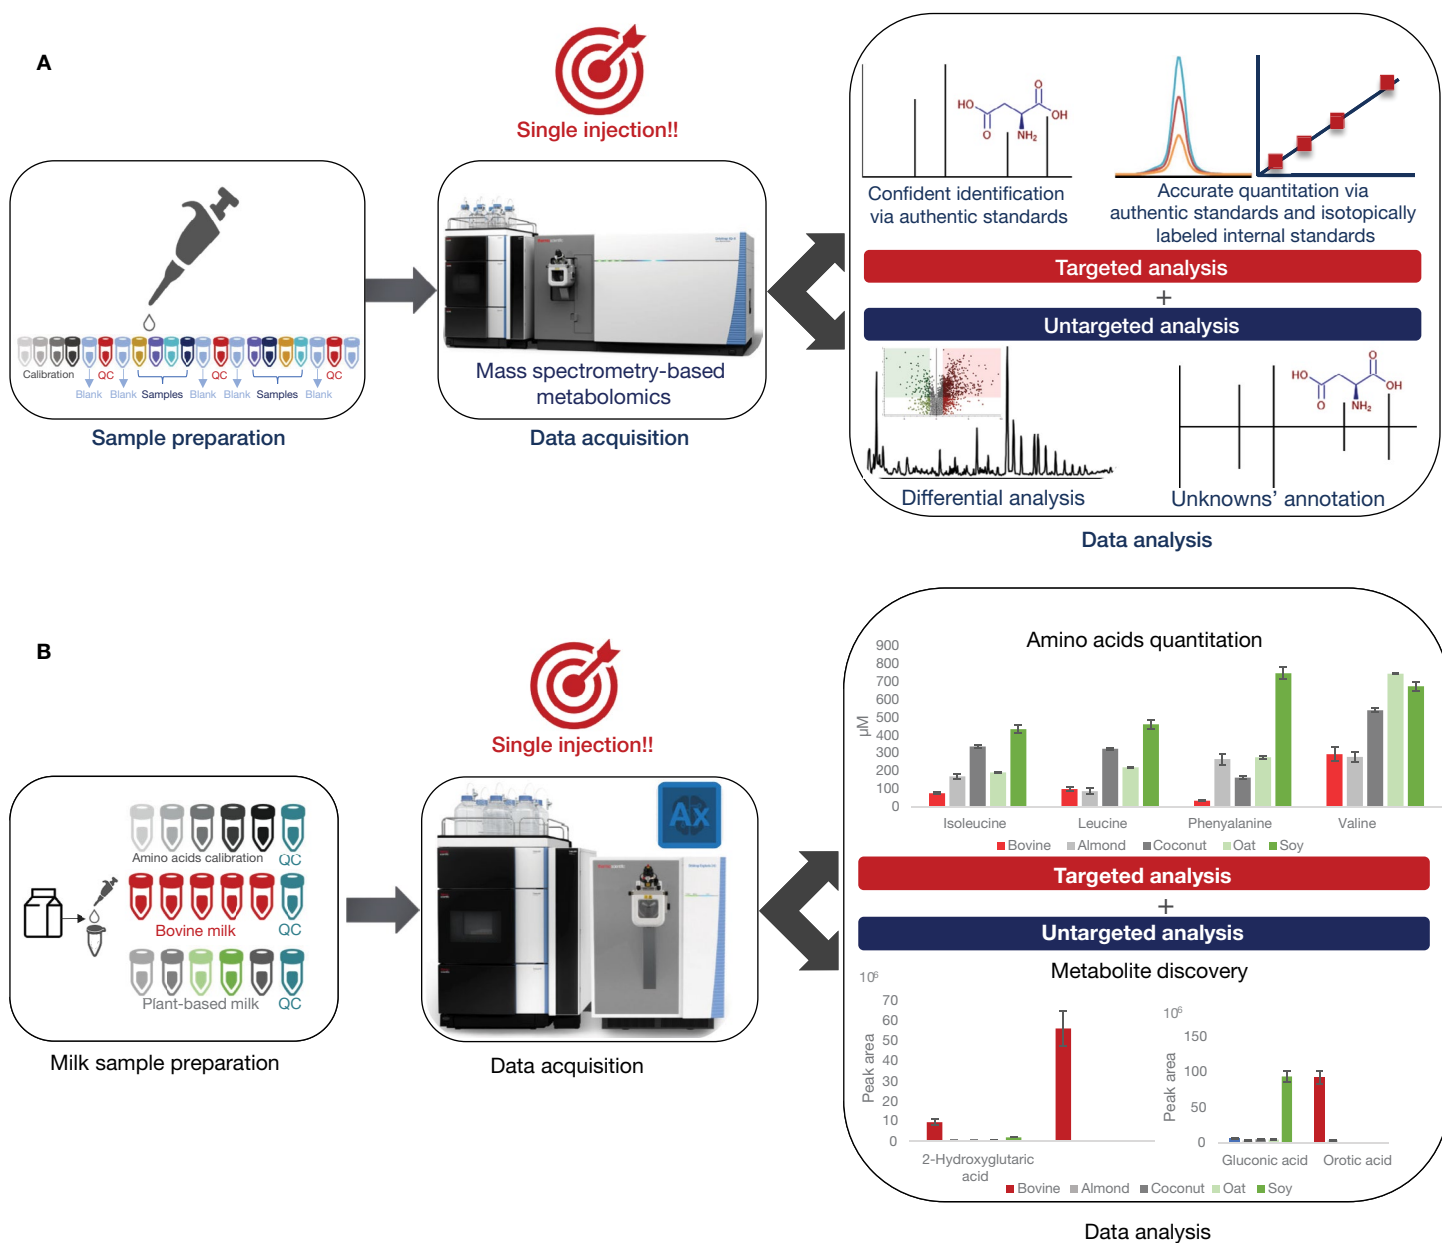 A
Single injection!!
Calibration
QC
QC
QC
Blank
Blank
Samples
Blank
Blank
Samples
Blank
Sample preparation
Mass spectrometry-based
metabolomics
Data acquisition
HO
O
O
OH
NH2
Confident identification
via authentic standards
Accurate quantitation via
authentic standards and isotopically
labeled internal standards
Targeted analysis
+
Untargeted analysis
Differential analysis
HO
O
O
OH
NH2
Unknowns' annotation
Data analysis
B
Single injection!!
Amino acids calibration
QC
Bovine milk
QC
Plant-based milk
QC
Milk sample preparation
Ax
Data acquisition
Amino acids quantitation
900
800
700
600
500
400
300
200
100
0
µM
Isoleucine
Leucine
Phenyalanine
Valine
Bovine
Almond
Coconut
Oat
Soy
Targeted analysis
+
Untargeted analysis
Metabolite discovery
10⁶
70
60
50
40
30
20
10
0
Peak area
2-Hydroxyglutaric
acid
10⁶
150
100
50
0
Peak area
Gluconic acid
Orotic acid
Bovine
Almond
Coconut
Oat
Soy
Data analysis